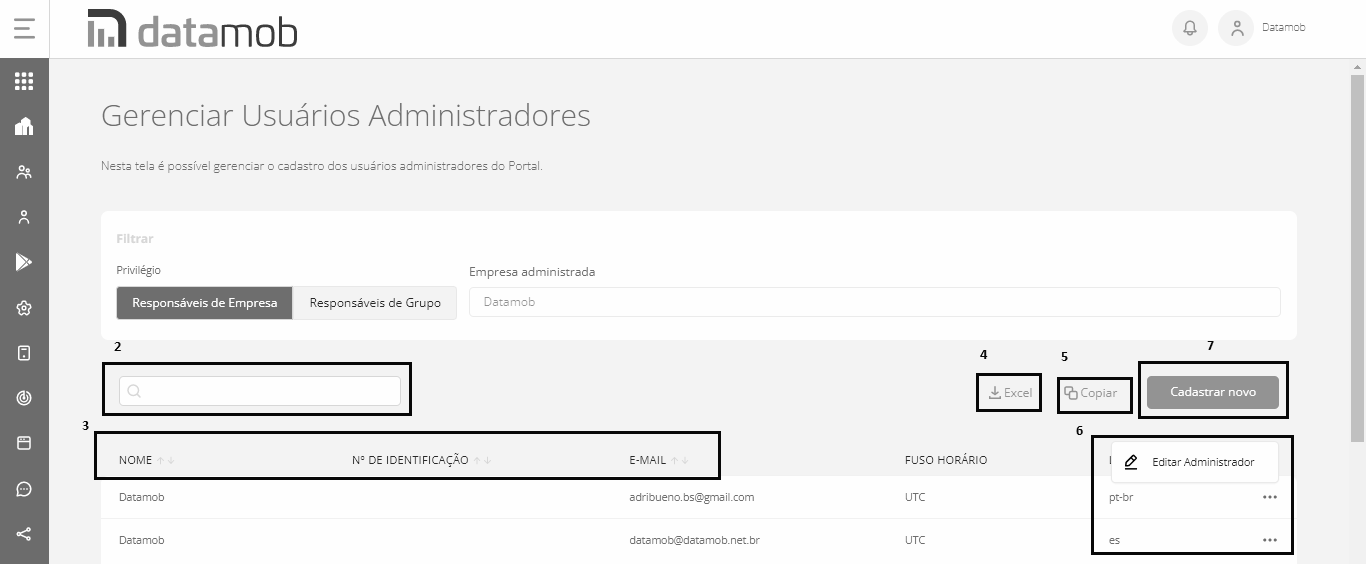 datamob
Datamob
Gerenciar Usuários Administradores
Nesta tela é possível gerenciar o cadastro dos usuários administradores do Portal.
Filtrar
Privilégio
Empresa administrada
Responsáveis de Empresa
Responsáveis de Grupo
Datamob
2
4
5
7
Excel
Copiar
Cadastrar novo
3
6
NOME
Nº DE IDENTIFICAÇÃO
E-MAIL
FUSO HORÁRIO
Editar Administrador
Datamob
adribueno.bs@gmail.com
UTC
pt-br
Datamob
datamob@datamob.net.br
UTC
es